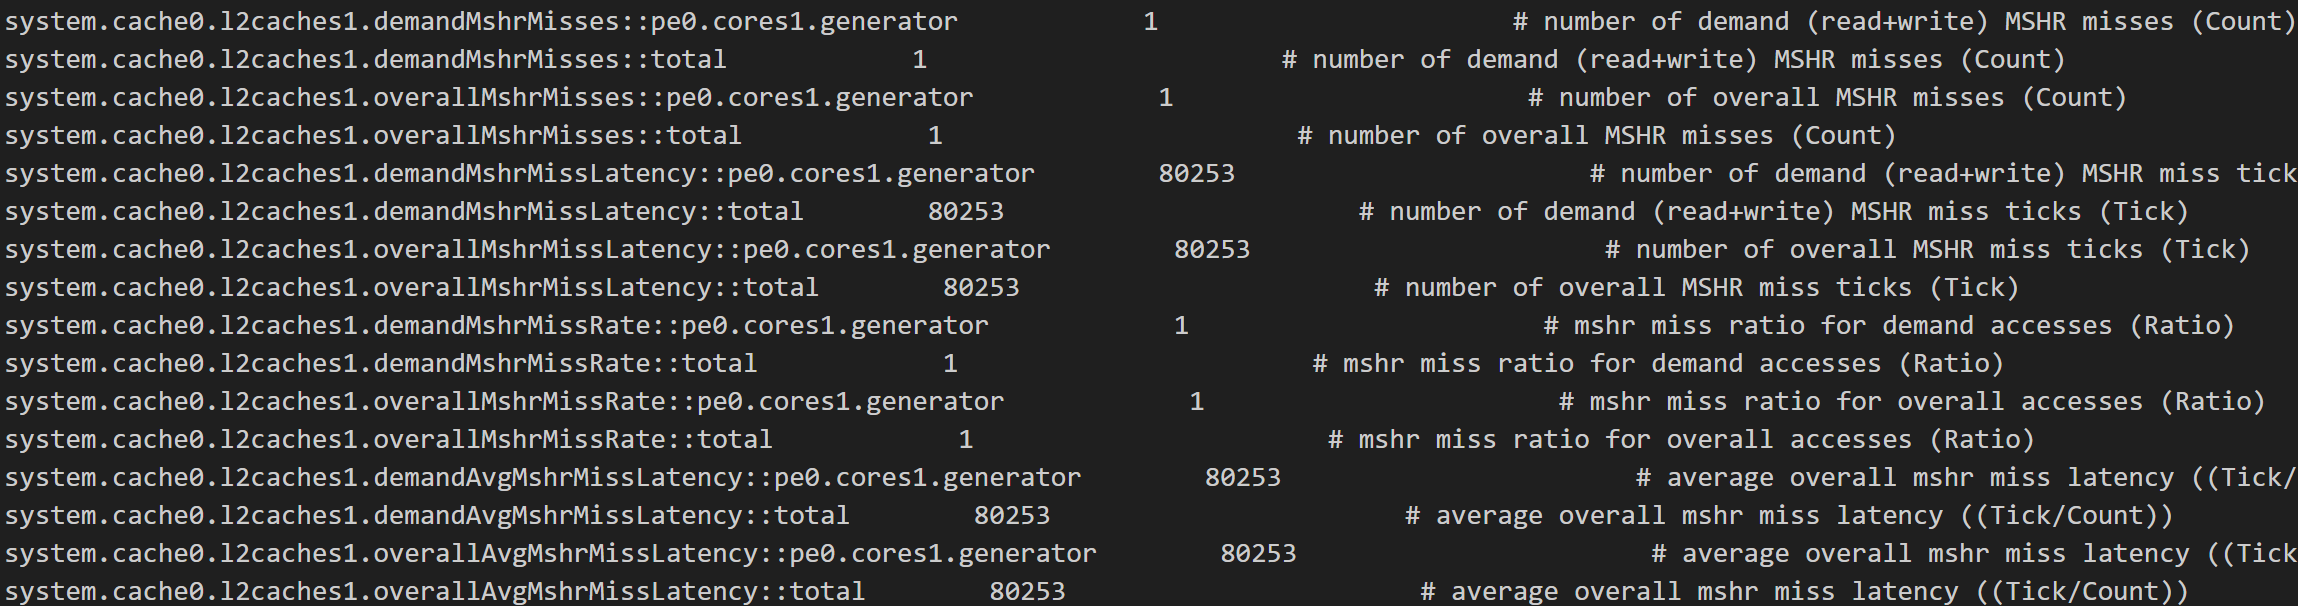 system.cache0.l2caches1.demandMshrMisses::pe0.cores1.generator            1                       # number of demand (read+write) MSHR misses (Count)
system.cache0.l2caches1.demandMshrMisses::total            1                       # number of demand (read+write) MSHR misses (Count)
system.cache0.l2caches1.overallMshrMisses::pe0.cores1.generator            1                       # number of overall MSHR misses (Count)
system.cache0.l2caches1.overallMshrMisses::total            1                       # number of overall MSHR misses (Count)
system.cache0.l2caches1.demandMshrMissLatency::pe0.cores1.generator        80253                       # number of demand (read+write) MSHR miss tick
system.cache0.l2caches1.demandMshrMissLatency::total        80253                       # number of demand (read+write) MSHR miss ticks (Tick)
system.cache0.l2caches1.overallMshrMissLatency::pe0.cores1.generator        80253                       # number of overall MSHR miss ticks (Tick)
system.cache0.l2caches1.overallMshrMissLatency::total        80253                       # number of overall MSHR miss ticks (Tick)
system.cache0.l2caches1.demandMshrMissRate::pe0.cores1.generator            1                       # mshr miss ratio for demand accesses (Ratio)
system.cache0.l2caches1.demandMshrMissRate::total            1                       # mshr miss ratio for demand accesses (Ratio)
system.cache0.l2caches1.overallMshrMissRate::pe0.cores1.generator            1                       # mshr miss ratio for overall accesses (Ratio)
system.cache0.l2caches1.overallMshrMissRate::total            1                       # mshr miss ratio for overall accesses (Ratio)
system.cache0.l2caches1.demandAvgMshrMissLatency::pe0.cores1.generator        80253                       # average overall mshr miss latency ((Tick/
system.cache0.l2caches1.demandAvgMshrMissLatency::total        80253                       # average overall mshr miss latency ((Tick/Count))
system.cache0.l2caches1.overallAvgMshrMissLatency::pe0.cores1.generator        80253                       # average overall mshr miss latency ((Tick
system.cache0.l2caches1.overallAvgMshrMissLatency::total        80253                       # average overall mshr miss latency ((Tick/Count))